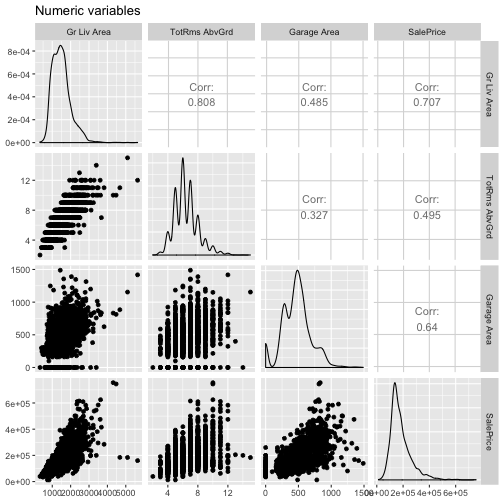 Numeric variables
Gr Liv Area
TotRms AbvGrd
Garage Area
SalePrice
8e-04
6e-04
4e-04
2e-04
0e+00
Corr:
0.808
Corr:
0.485
Corr:
0.707
Gr Liv Area
12
8
4
Corr:
0.327
Corr:
0.495
TotRms AbvGrd
1500
1000
500
0
Corr:
0.64
Garage Area
6e+05
4e+05
2e+05
0e+00
SalePrice
1000 2000 3000 4000 5000
4 8 12
0 500 1000 1500
2e+05 4e+05 6e+05